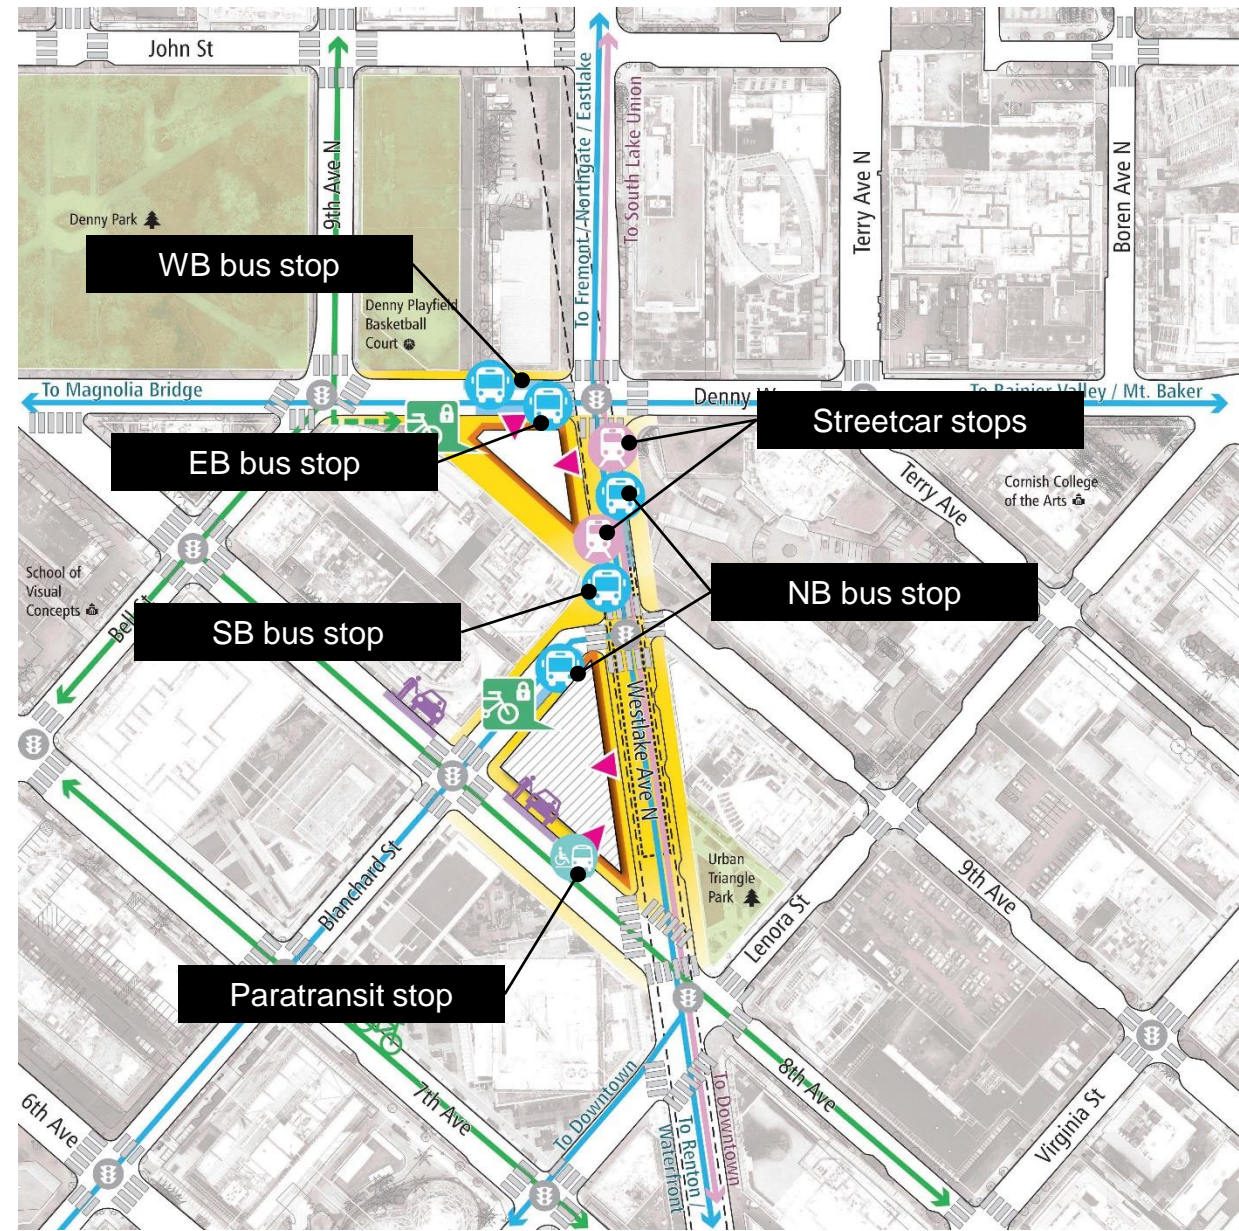 John St
9th Ave N
To Fremont / Northgate / Eastlake
To South Lake Union
Terry Ave N
Boren Ave N
Denny Park
WB bus stop
Denny Playfield
Basketball
Court
To Magnolia Bridge
Denny W
To Rainier Valley / Mt. Baker
Streetcar stops
EB bus stop
Terry Ave
Cornish College
of the Arts
School of
Visual
Concepts
Bell St
NB bus stop
SB bus stop
Westlake Ave N
Urban
Triangle
Park
Blanchard St
Lenora St
9th Ave
Paratransit stop
6th Ave
7th Ave
To Downtown
To Renton /
Waterfront
To Downtown
8th Ave
Virginia St